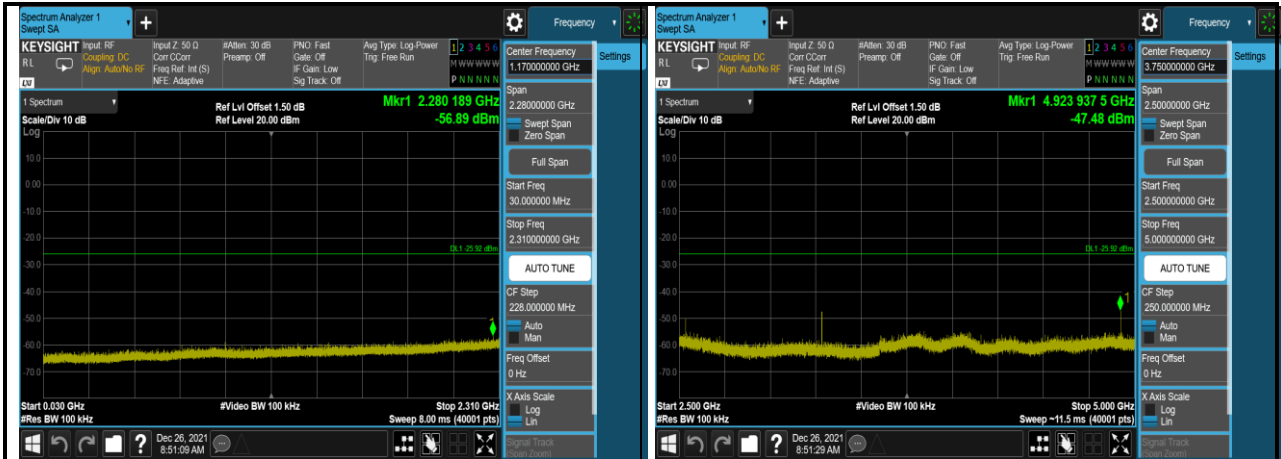 Spectrum Analyzer 1
Swept SA
Frequency
KEYSIGHT
RL
LXI
Input: RF
Coupling: DC
Align: Auto/No RF
Input Z: 50 Ω
Corr CCorr
Freq Ref: Int (S)
NFE: Adaptive
#Atten: 30 dB
Preamp: Off
PNO: Fast
Gate: Off
IF Gain: Low
Sig Track: Off
Avg Type: Log-Power
Trig: Free Run
1 2 3 4 5 6
M W W W W W
P N N N N N
Center Frequency
1.170000000 GHz
Settings
1 Spectrum
Scale/Div 10 dB
Ref Lvl Offset 1.50 dB
Ref Level 20.00 dBm
Mkr1 2.280 189 GHz
-56.89 dBm
Span
2.28000000 GHz
Swept Span
Zero Span
Full Span
Start Freq
30.000000 MHz
Stop Freq
2.310000000 GHz
AUTO TUNE
CF Step
228.000000 MHz
Auto
Man
Freq Offset
0 Hz
X Axis Scale
Log
Lin
Signal Track
(Span Zoom)
Log
10.0
0.00
-10.0
-20.0
-30.0
-40.0
-50.0
-60.0
-70.0
DL1 -25.92 dBm
1
Start 0.030 GHz
#Res BW 100 kHz
#Video BW 100 kHz
Stop 2.310 GHz
Sweep 8.00 ms (40001 pts)
?
Dec 26, 2021
8:51:09 AM
Spectrum Analyzer 1
Swept SA
Frequency
KEYSIGHT
RL
LXI
Input: RF
Coupling: DC
Align: Auto/No RF
Input Z: 50 Ω
Corr CCorr
Freq Ref: Int (S)
NFE: Adaptive
#Atten: 30 dB
Preamp: Off
PNO: Fast
Gate: Off
IF Gain: Low
Sig Track: Off
Avg Type: Log-Power
Trig: Free Run
1 2 3 4 5 6
M W W W W W
P N N N N N
Center Frequency
3.750000000 GHz
Settings
1 Spectrum
Scale/Div 10 dB
Ref Lvl Offset 1.50 dB
Ref Level 20.00 dBm
Mkr1 4.923 937 5 GHz
-47.48 dBm
Span
2.50000000 GHz
Swept Span
Zero Span
Full Span
Start Freq
2.500000000 GHz
Stop Freq
5.000000000 GHz
AUTO TUNE
CF Step
250.000000 MHz
Auto
Man
Freq Offset
0 Hz
X Axis Scale
Log
Lin
Signal Track
(Span Zoom)
Log
10.0
0.00
-10.0
-20.0
-30.0
-40.0
-50.0
-60.0
-70.0
DL1 -25.92 dBm
1
Start 2.500 GHz
#Res BW 100 kHz
#Video BW 100 kHz
Stop 5.000 GHz
Sweep ~11.5 ms (40001 pts)
?
Dec 26, 2021
8:51:29 AM